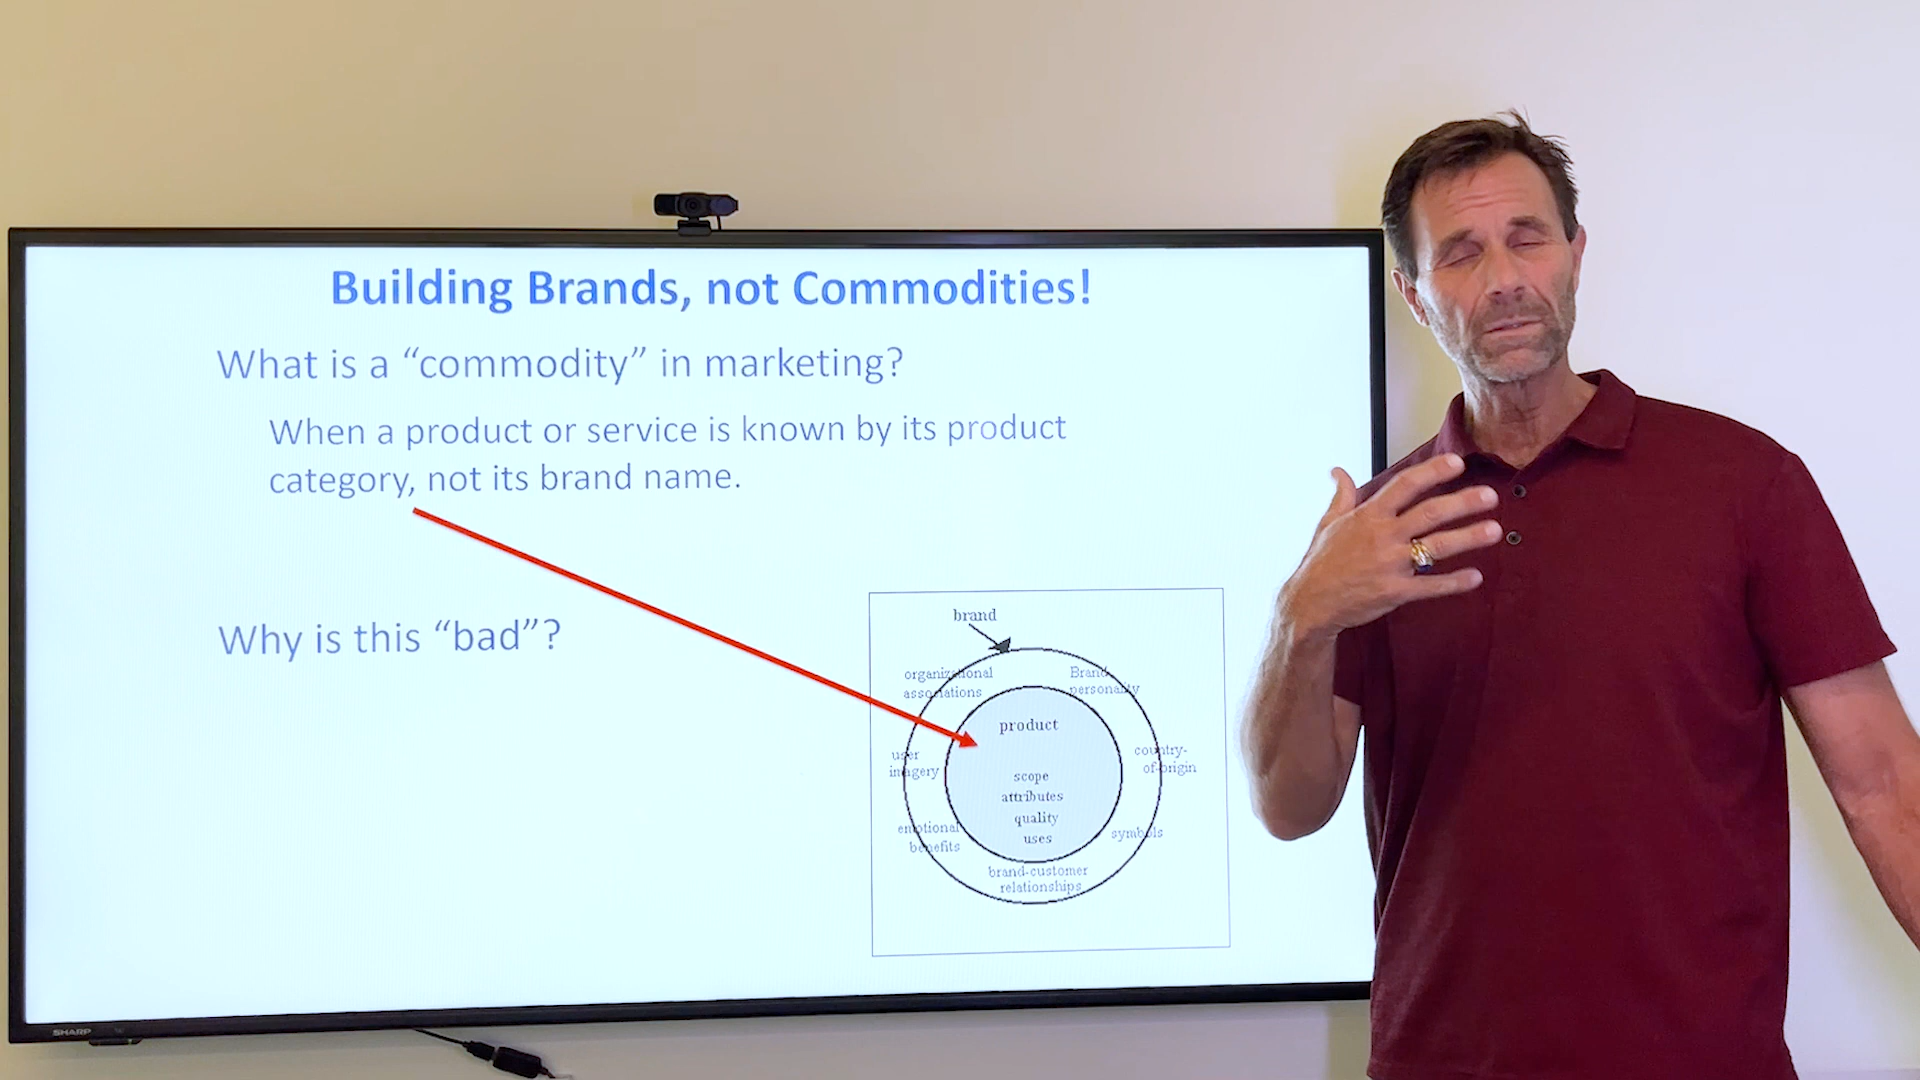 Building Brands, not Commodities!
What is a “commodity” in marketing?
When a product or service is known by its product
category, not its brand name.
Why is this “bad”?
brand
organizational
associations
Brand
personality
product
user
imagery
country-
of-origin
scope
attributes
quality
uses
emotional
benefits
symbols
brand-customer
relationships
SHARP